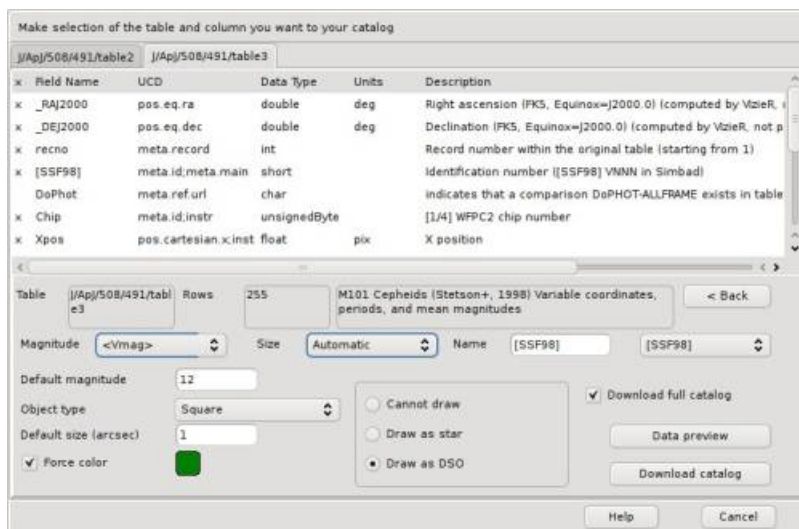 Make selection of the table and column you want to your catalog
J/ApJ/508/491/table2 J/ApJ/508/491/table3
x Field Name UCD Data Type Units Description
x _RAJ2000 pos.eq.ra double deg Right ascension (FK5, Equinox=J2000.0) (computed by VizieR,
x _DEJ2000 pos.eq.dec double deg Declination (FK5, Equinox=J2000.0) (computed by VizieR, not p
x recno meta.record int Record number within the original table (starting from 1)
x [SSF98] meta.id;meta.main short Identification number ([SSF98] VNNN in Simbad)
DoPhot meta.ref.url char indicates that a comparison DoPHOT-ALLFRAME exists in table
x Chip meta.id;instr unsignedByte [1/4] WFPC2 chip number
x Xpos pos.cartesian.x;inst float pix X position
Table J/ApJ/508/491/tabl Rows 255 M101 Cepheids (Stetson+, 1998) Variable coordinates, < Back
e3 periods, and mean magnitudes
Magnitude <Vmag> Size Automatic Name [SSF98] [SSF98]
Default magnitude 12
Download full catalog
Cannot draw
Object type Square
Default size (arcsec) 1 Draw as star Data preview
Force color Draw as DSO
Download catalog
Help Cancel